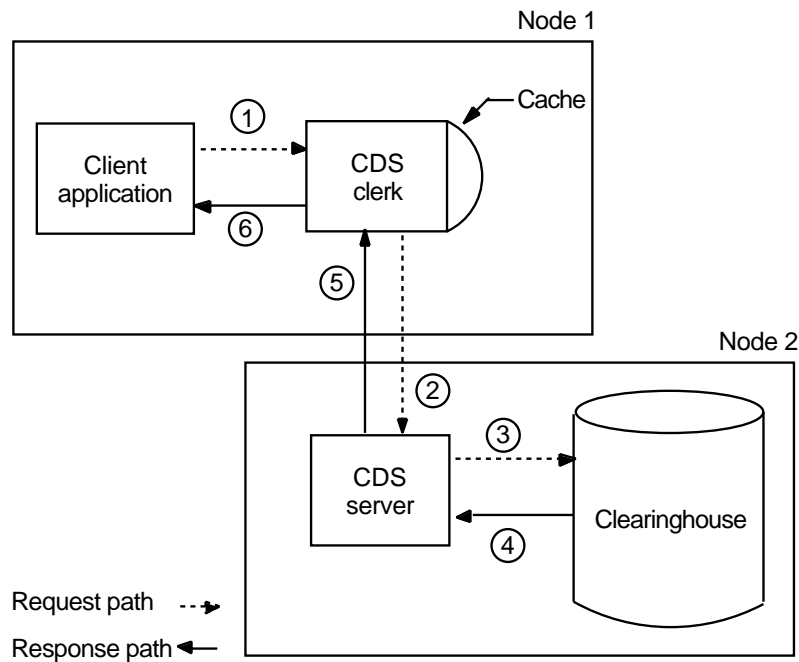 Node 1
Cache
1
Client
application
CDS
clerk
6
5
Node 2
2
3
CDS
server
Clearinghouse
4
Request path
Response path